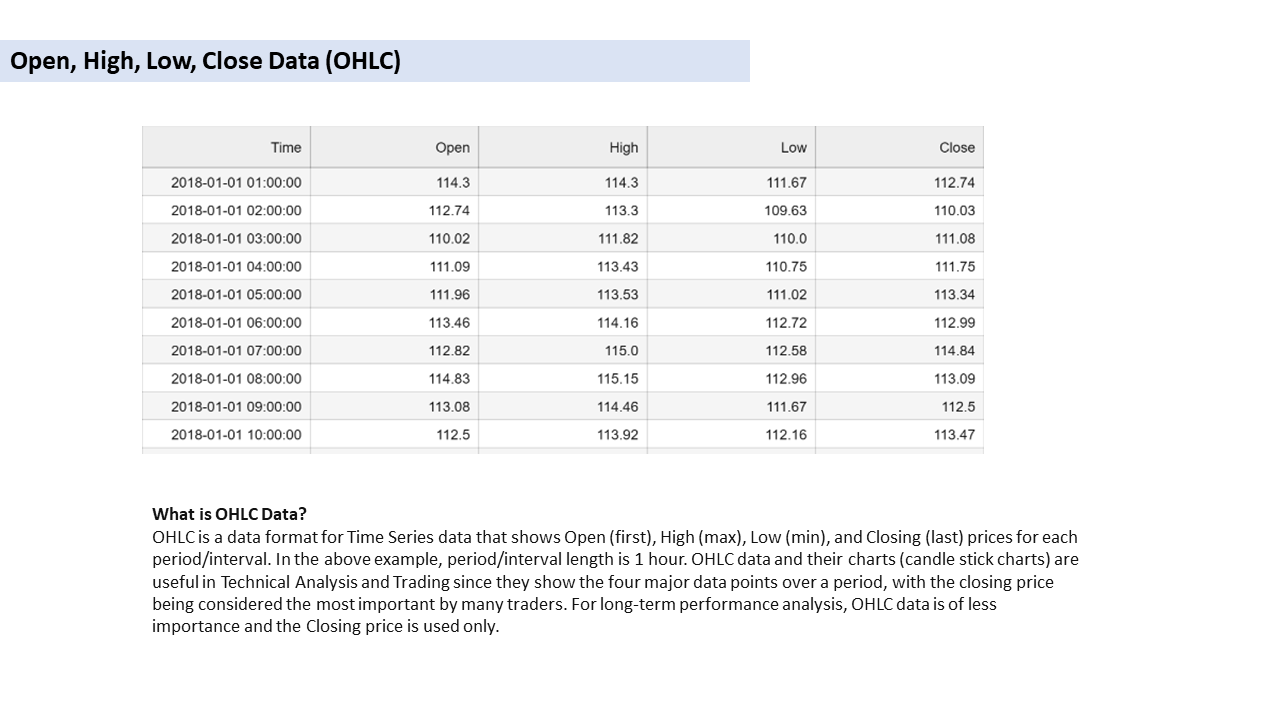 Open, High, Low, Close Data (OHLC)
Time Open High Low Close
2018-01-01 01:00:00 114.3 114.3 111.67 112.74
2018-01-01 02:00:00 112.74 113.3 109.63 110.03
2018-01-01 03:00:00 110.02 111.82 110.0 111.08
2018-01-01 04:00:00 111.09 113.43 110.75 111.75
2018-01-01 05:00:00 111.96 113.53 111.02 113.34
2018-01-01 06:00:00 113.46 114.16 112.72 112.99
2018-01-01 07:00:00 112.82 115.0 112.58 114.84
2018-01-01 08:00:00 114.83 115.15 112.96 113.09
2018-01-01 09:00:00 113.08 114.46 111.67 112.5
2018-01-01 10:00:00 112.5 113.92 112.16 113.47
What is OHLC Data?
OHLC is a data format for Time Series data that shows Open (first), High (max), Low (min), and Closing (last) prices for each
period/interval. In the above example, period/interval length is 1 hour. OHLC data and their charts (candle stick charts) are
useful in Technical Analysis and Trading since they show the four major data points over a period, with the closing price
being considered the most important by many traders. For long-term performance analysis, OHLC data is of less
importance and the Closing price is used only.